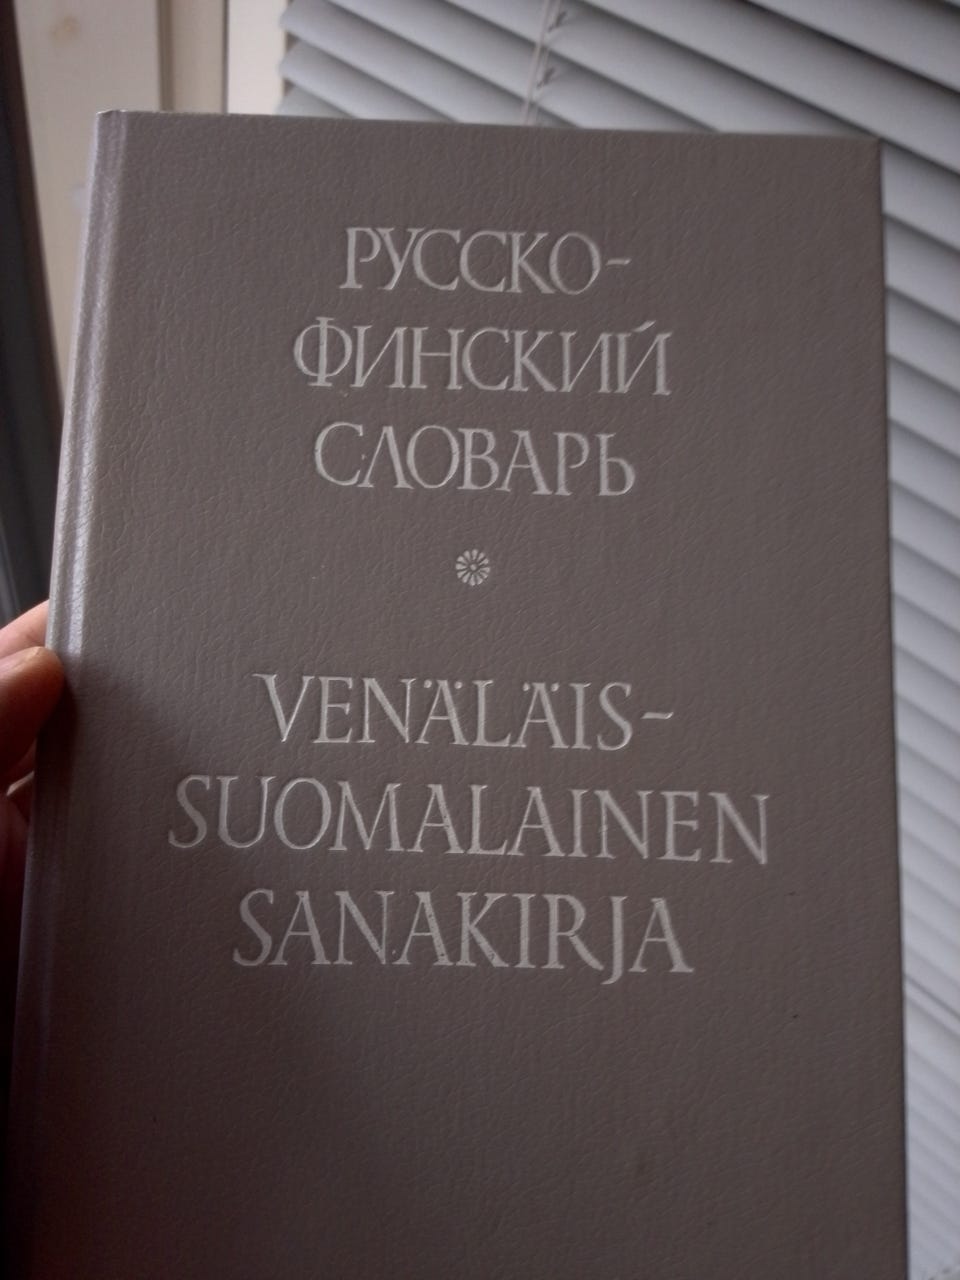 РУССКО-
ФИНСКИЙ
СЛОВАРЬ
VENÄLÄIS-
SUOMALAINEN
SANAKIRJA